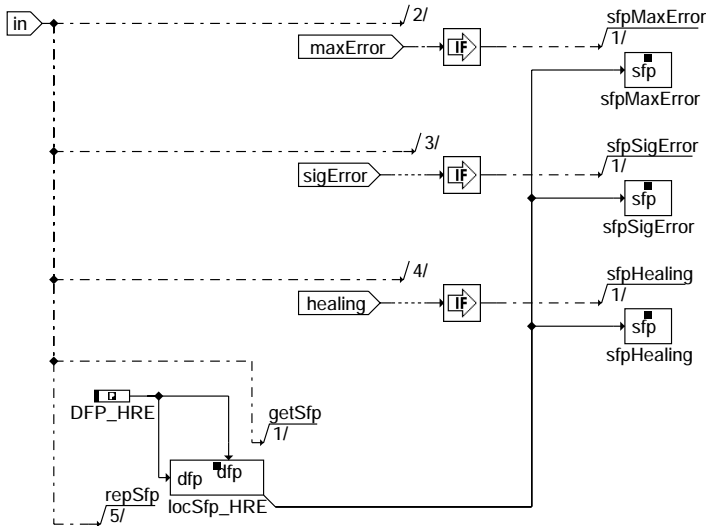 in
2/
sfpMaxError
1/
maxError
IF
sfp
sfpMaxError
3/
sfpSigError
1/
sigError
IF
sfp
sfpSigError
4/
sfpHealing
1/
healing
IF
sfp
sfpHealing
DFP_HRE
getSfp
1/
dfp
dfp
locSfp_HRE
repSfp
5/